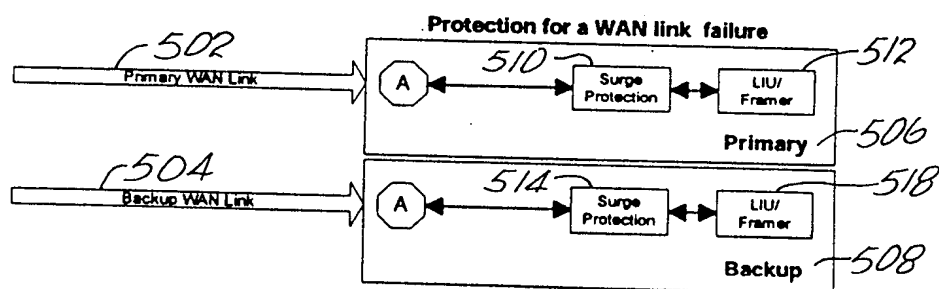 Protection for a WAN link failure
502
Primary WAN Link
A
510
Surge
Protection
512
LIU/
Framer
Primary
506
504
Backup WAN Link
A
514
Surge
Protection
518
LIU/
Framer
Backup
508